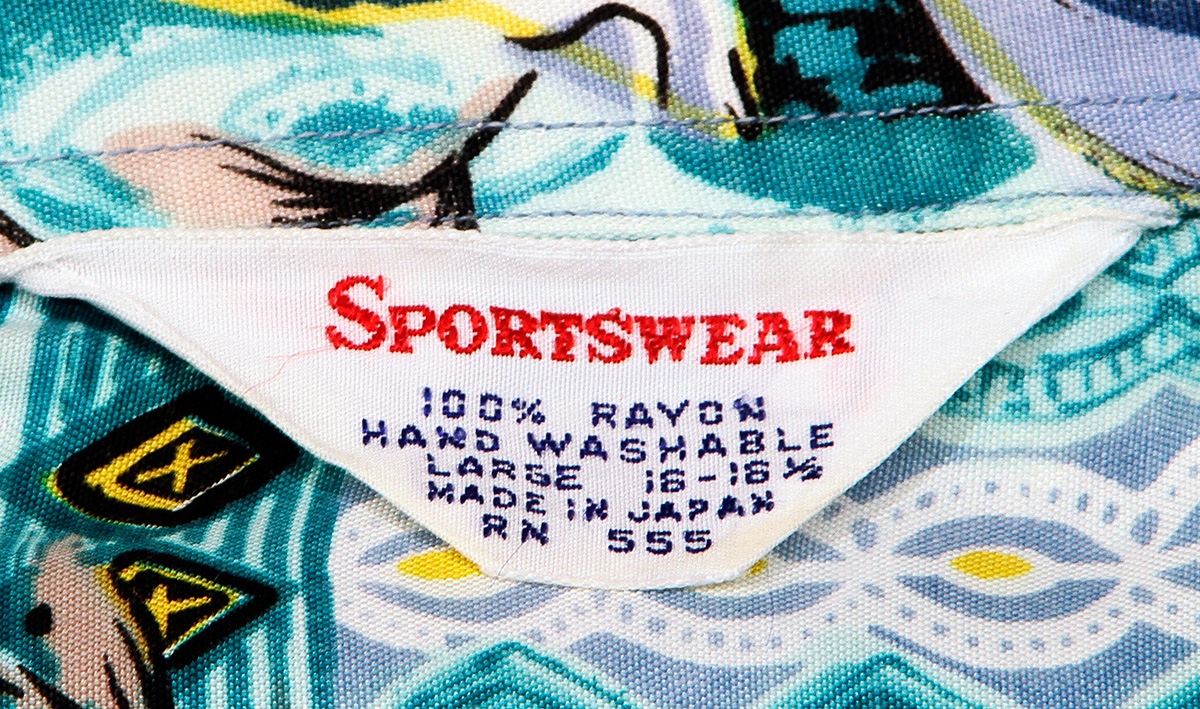 SPORTSWEAR
100% RAYON
HAND WASHABLE
LARGE 16-16½
MADE IN JAPAN
RN 555